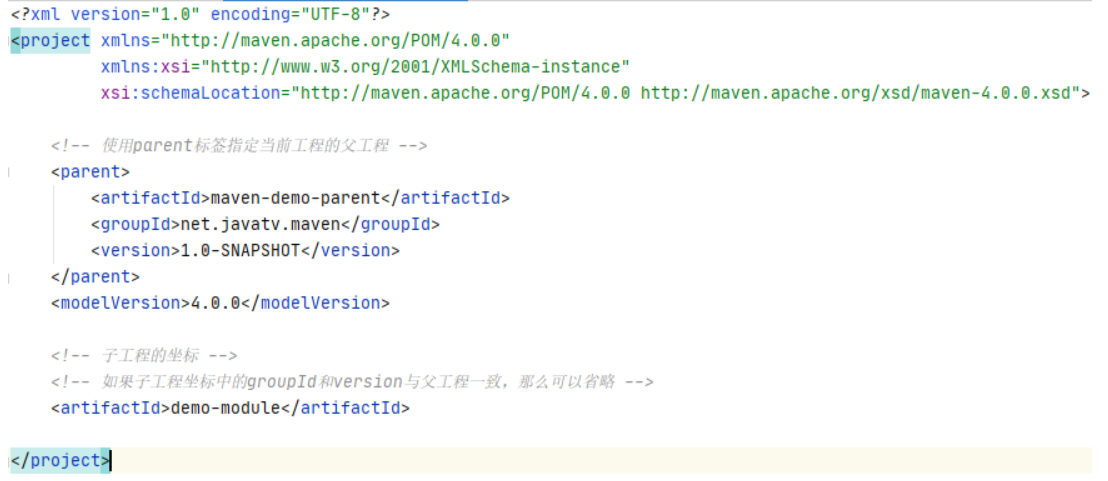 <?xml version="1.0" encoding="UTF-8"?>
<project xmlns="http://maven.apache.org/POM/4.0.0"
xmlns:xsi="http://www.w3.org/2001/XMLSchema-instance"
xsi:schemaLocation="http://maven.apache.org/POM/4.0.0 http://maven.apache.org/xsd/maven-4.0.0.xsd">
<!-- 使用parent标签指定当前工程的父工程 -->
<parent>
<artifactId>maven-demo-parent</artifactId>
<groupId>net.javatv.maven</groupId>
<version>1.0-SNAPSHOT</version>
</parent>
<modelVersion>4.0.0</modelVersion>
<!-- 子工程的坐标 -->
<!-- 如果子工程坐标中的groupId和version与父工程一致，那么可以省略 -->
<artifactId>demo-module</artifactId>
</project>